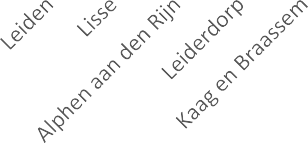 Leiden
Lisse
Alphen aan den Rijn
Leiderdorp
Kaag en Braassem